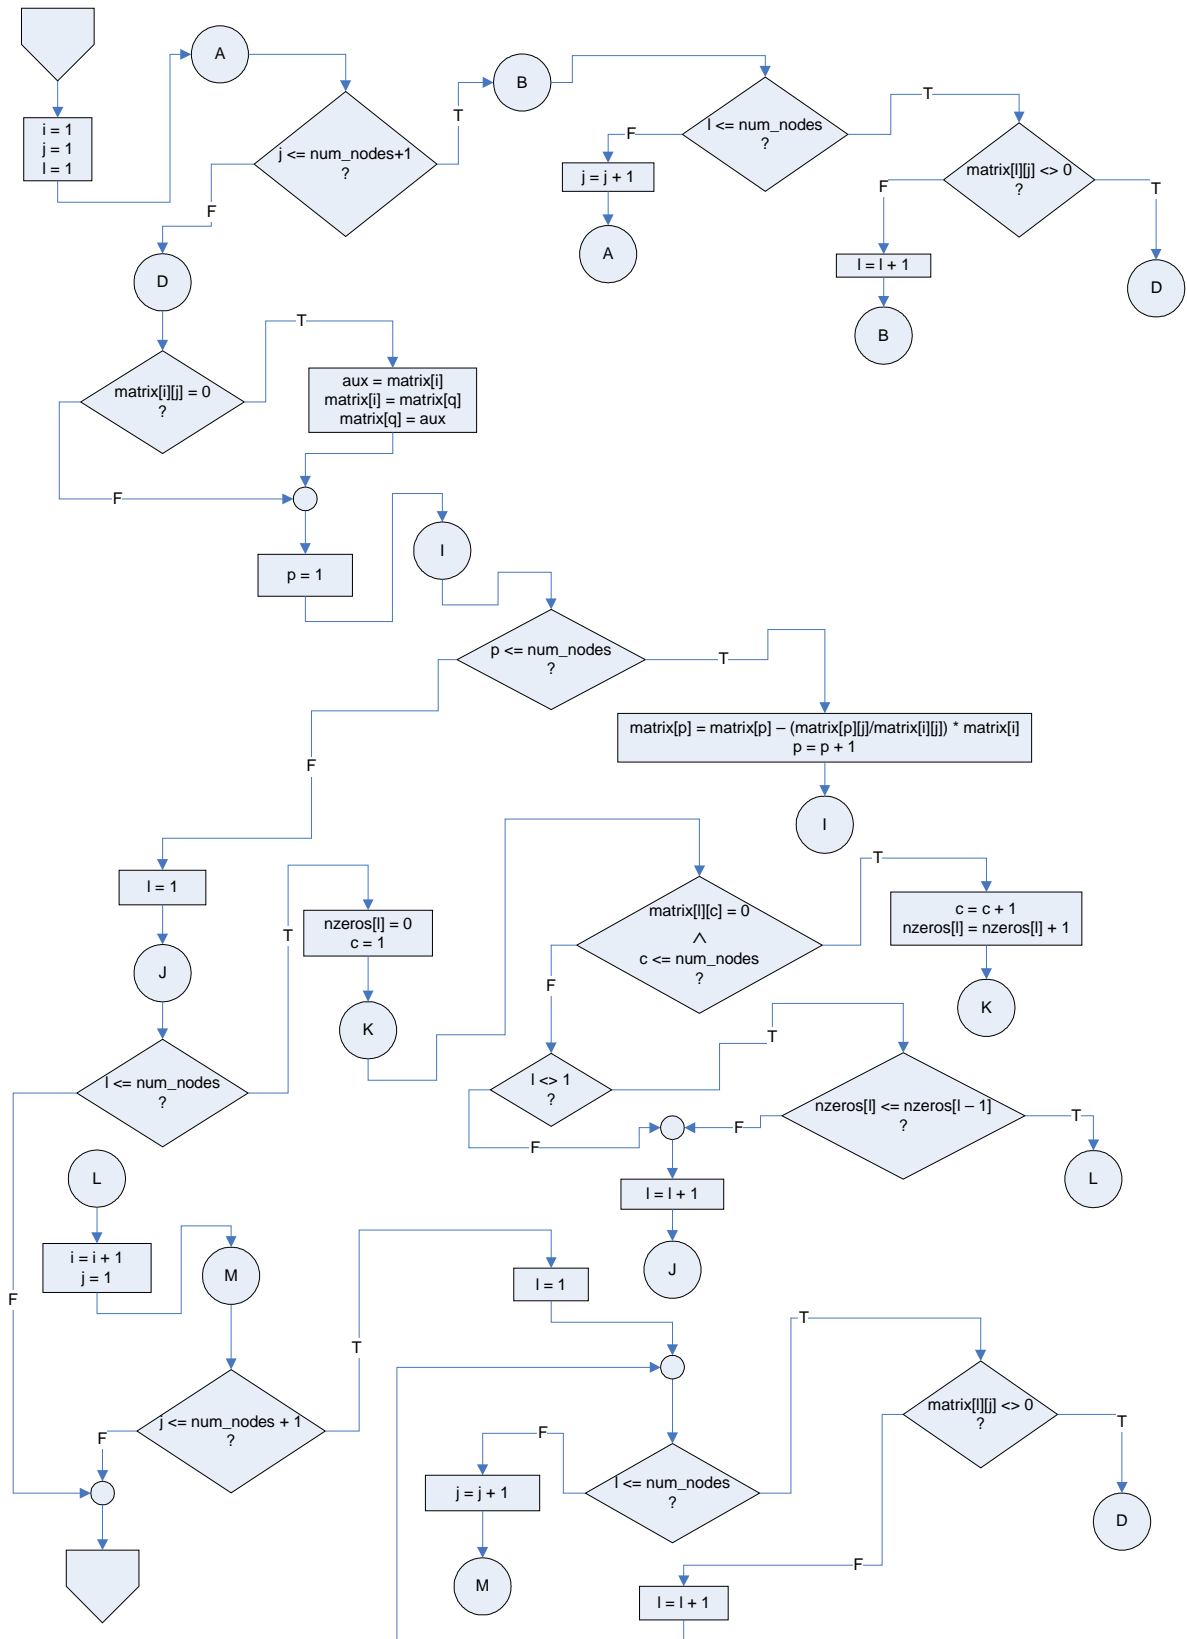 A
B
i = 1
j = 1
l = 1
j <= num_nodes+1
?
T
F
l <= num_nodes
?
F
T
j = j + 1
A
matrix[l][j] <> 0
?
F
T
l = l + 1
B
D
D
matrix[i][j] = 0
?
T
F
aux = matrix[i]
matrix[i] = matrix[q]
matrix[q] = aux
p = 1
I
p <= num_nodes
?
T
F
matrix[p] = matrix[p] – (matrix[p][j]/matrix[i][j]) * matrix[i]
p = p + 1
I
l = 1
J
l <= num_nodes
?
T
F
nzeros[l] = 0
c = 1
K
matrix[l][c] = 0
∧
c <= num_nodes
?
T
F
c = c + 1
nzeros[l] = nzeros[l] + 1
K
l <> 1
?
T
F
nzeros[l] <= nzeros[l – 1]
?
F
T
L
l = l + 1
J
L
i = i + 1
j = 1
M
j <= num_nodes + 1
?
T
F
l = 1
l <= num_nodes
?
F
T
j = j + 1
M
matrix[l][j] <> 0
?
T
F
D
l = l + 1